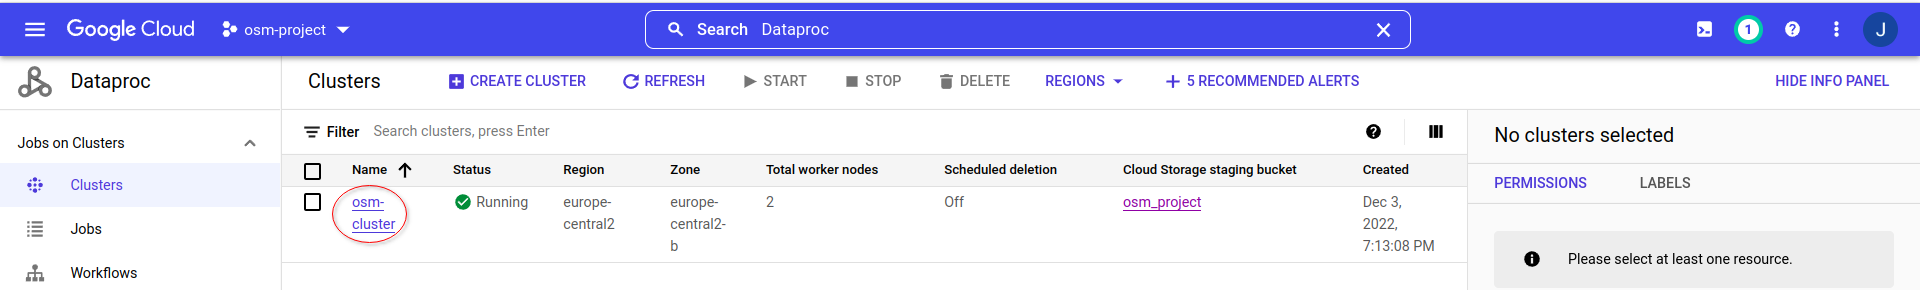 Google Cloud osm-project Search Dataproc 1 J
Dataproc Clusters CREATE CLUSTER REFRESH START STOP DELETE REGIONS 5 RECOMMENDED ALERTS HIDE INFO PANEL
Jobs on Clusters
Clusters
Jobs
Workflows
Filter Search clusters, press Enter
Name Status Region Zone Total worker nodes Scheduled deletion Cloud Storage staging bucket Created
osm- Running europe- europe- 2 Off osm_project Dec 3,
cluster central2 central2- 2022,
b 7:13:08 PM
No clusters selected
PERMISSIONS LABELS
Please select at least one resource.